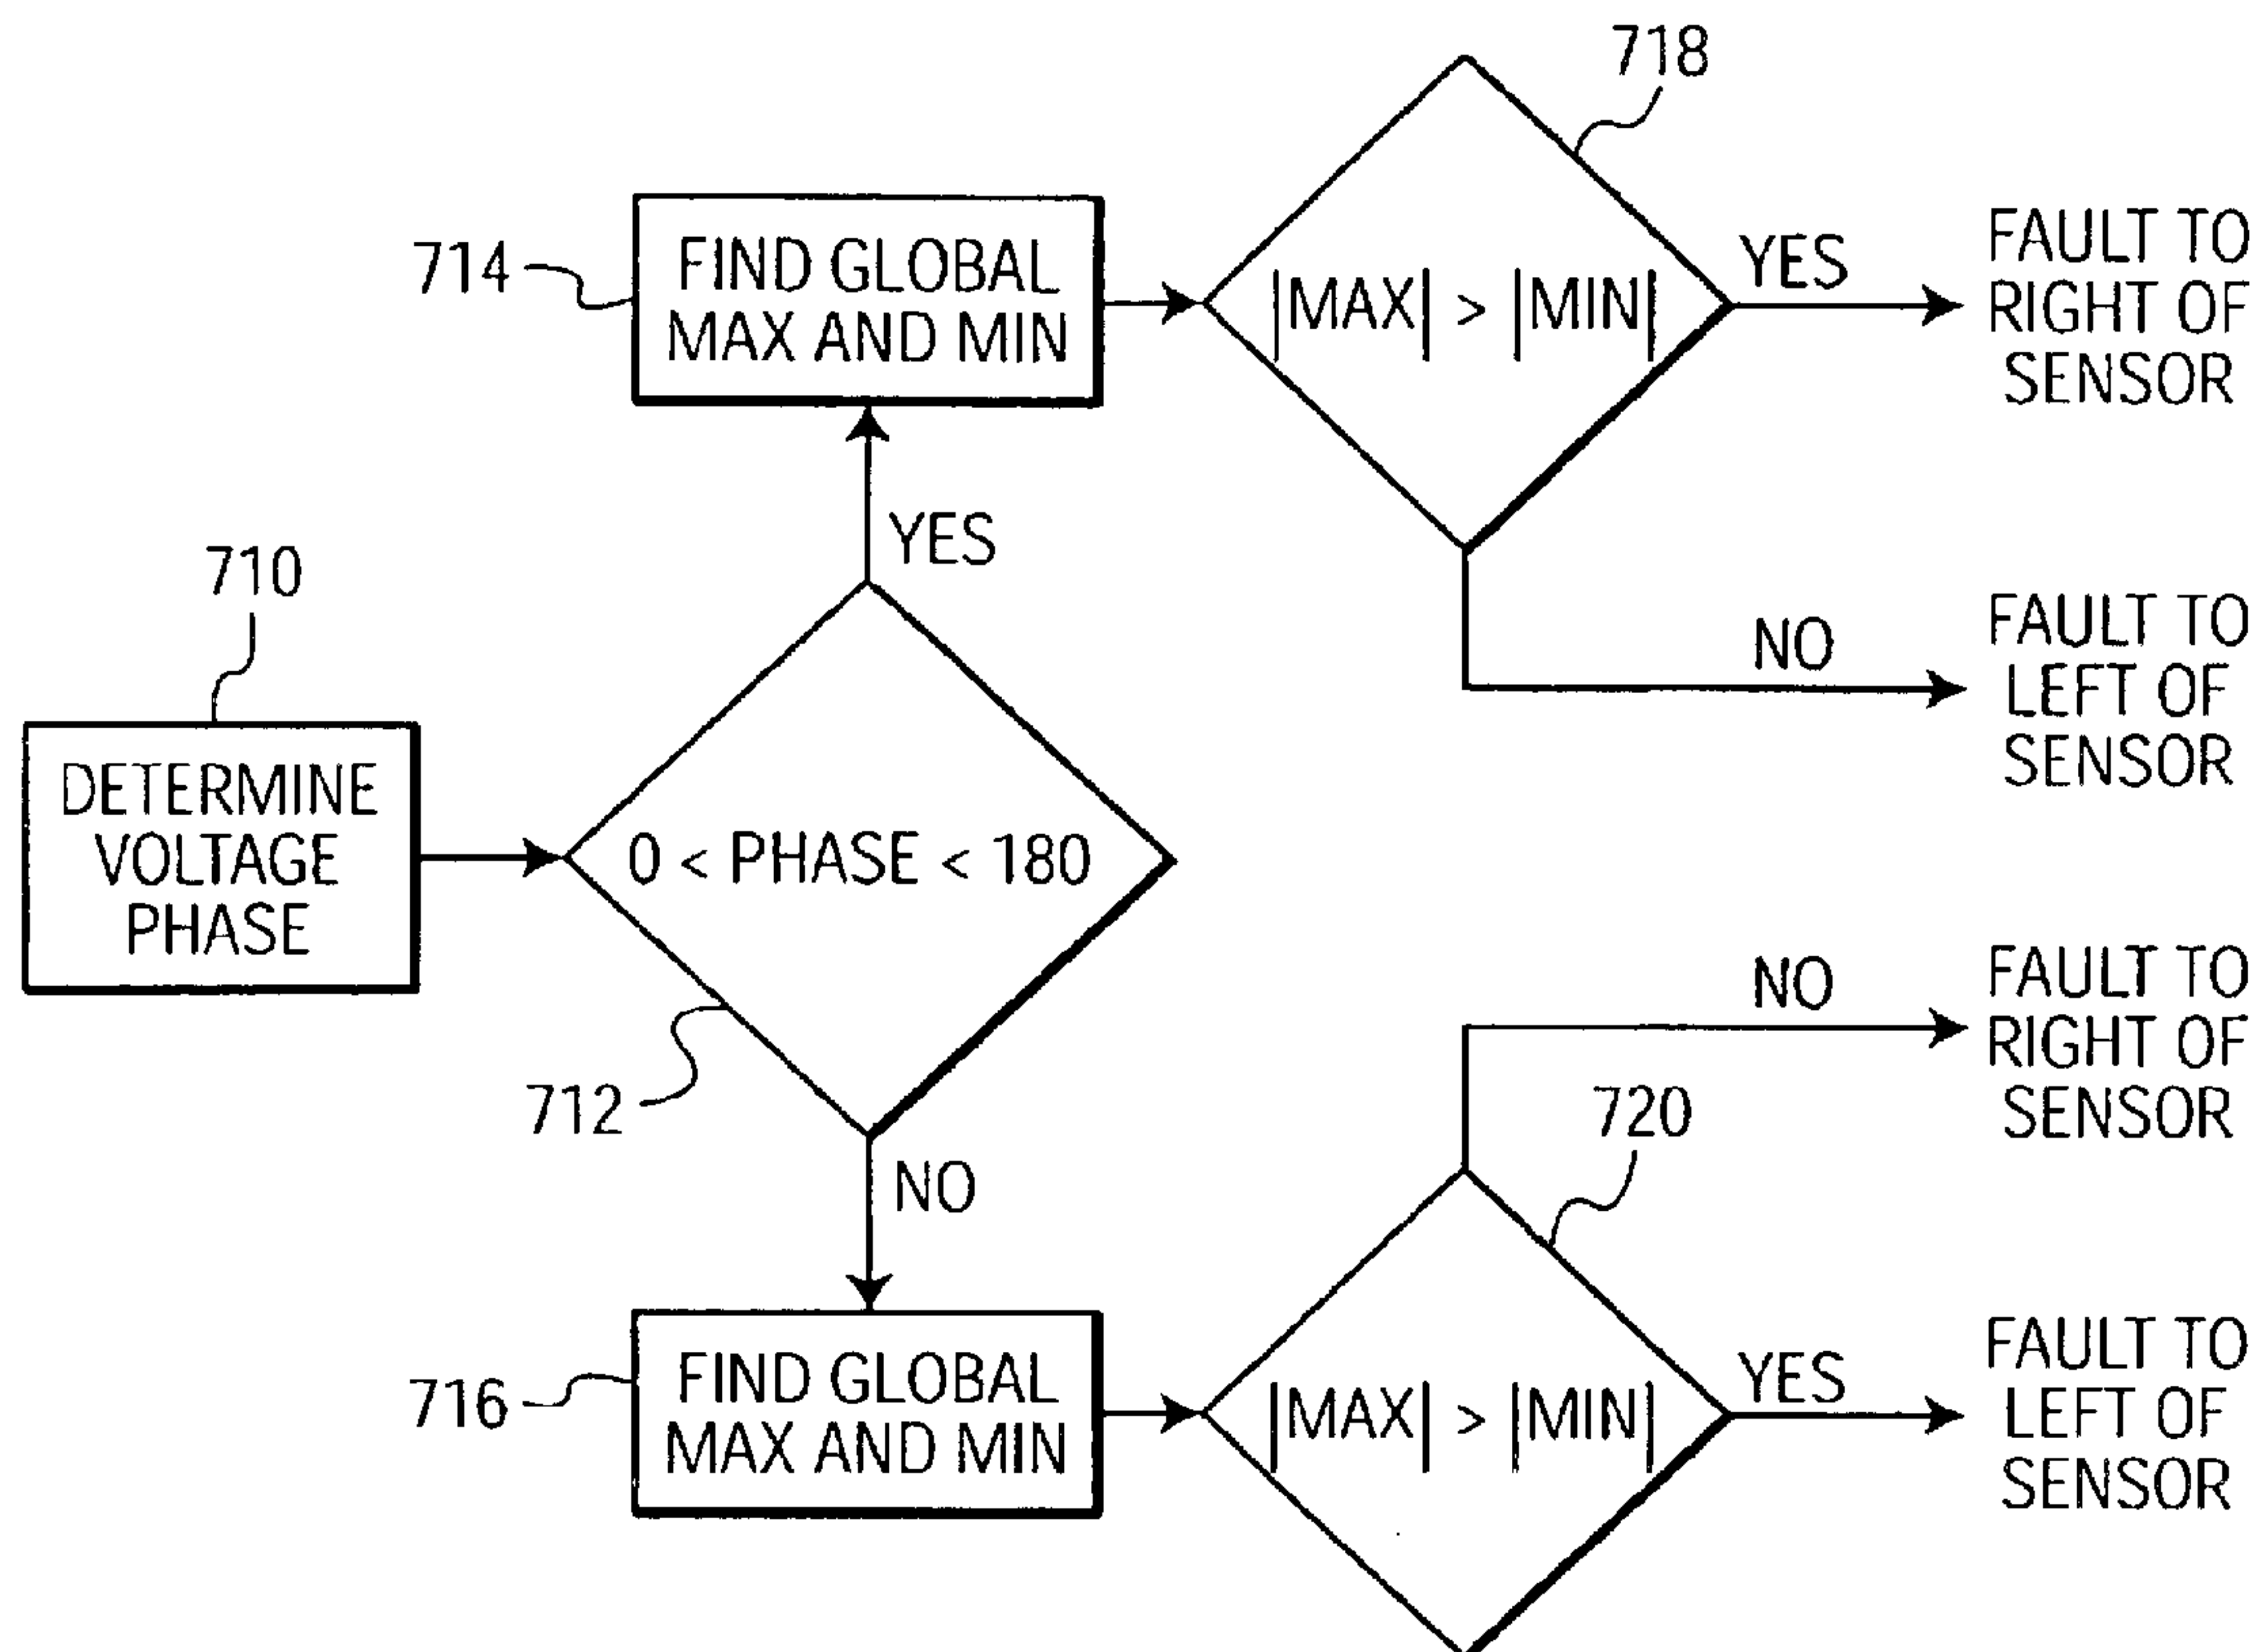 718
714
FIND GLOBAL
MAX AND MIN
|MAX| > |MIN|
YES
FAULT TO
RIGHT OF
SENSOR
YES
NO
FAULT TO
LEFT OF
SENSOR
710
DETERMINE
VOLTAGE
PHASE
0 < PHASE < 180
712
NO
NO
FAULT TO
RIGHT OF
SENSOR
720
716
FIND GLOBAL
MAX AND MIN
|MAX| > |MIN|
YES
FAULT TO
LEFT OF
SENSOR